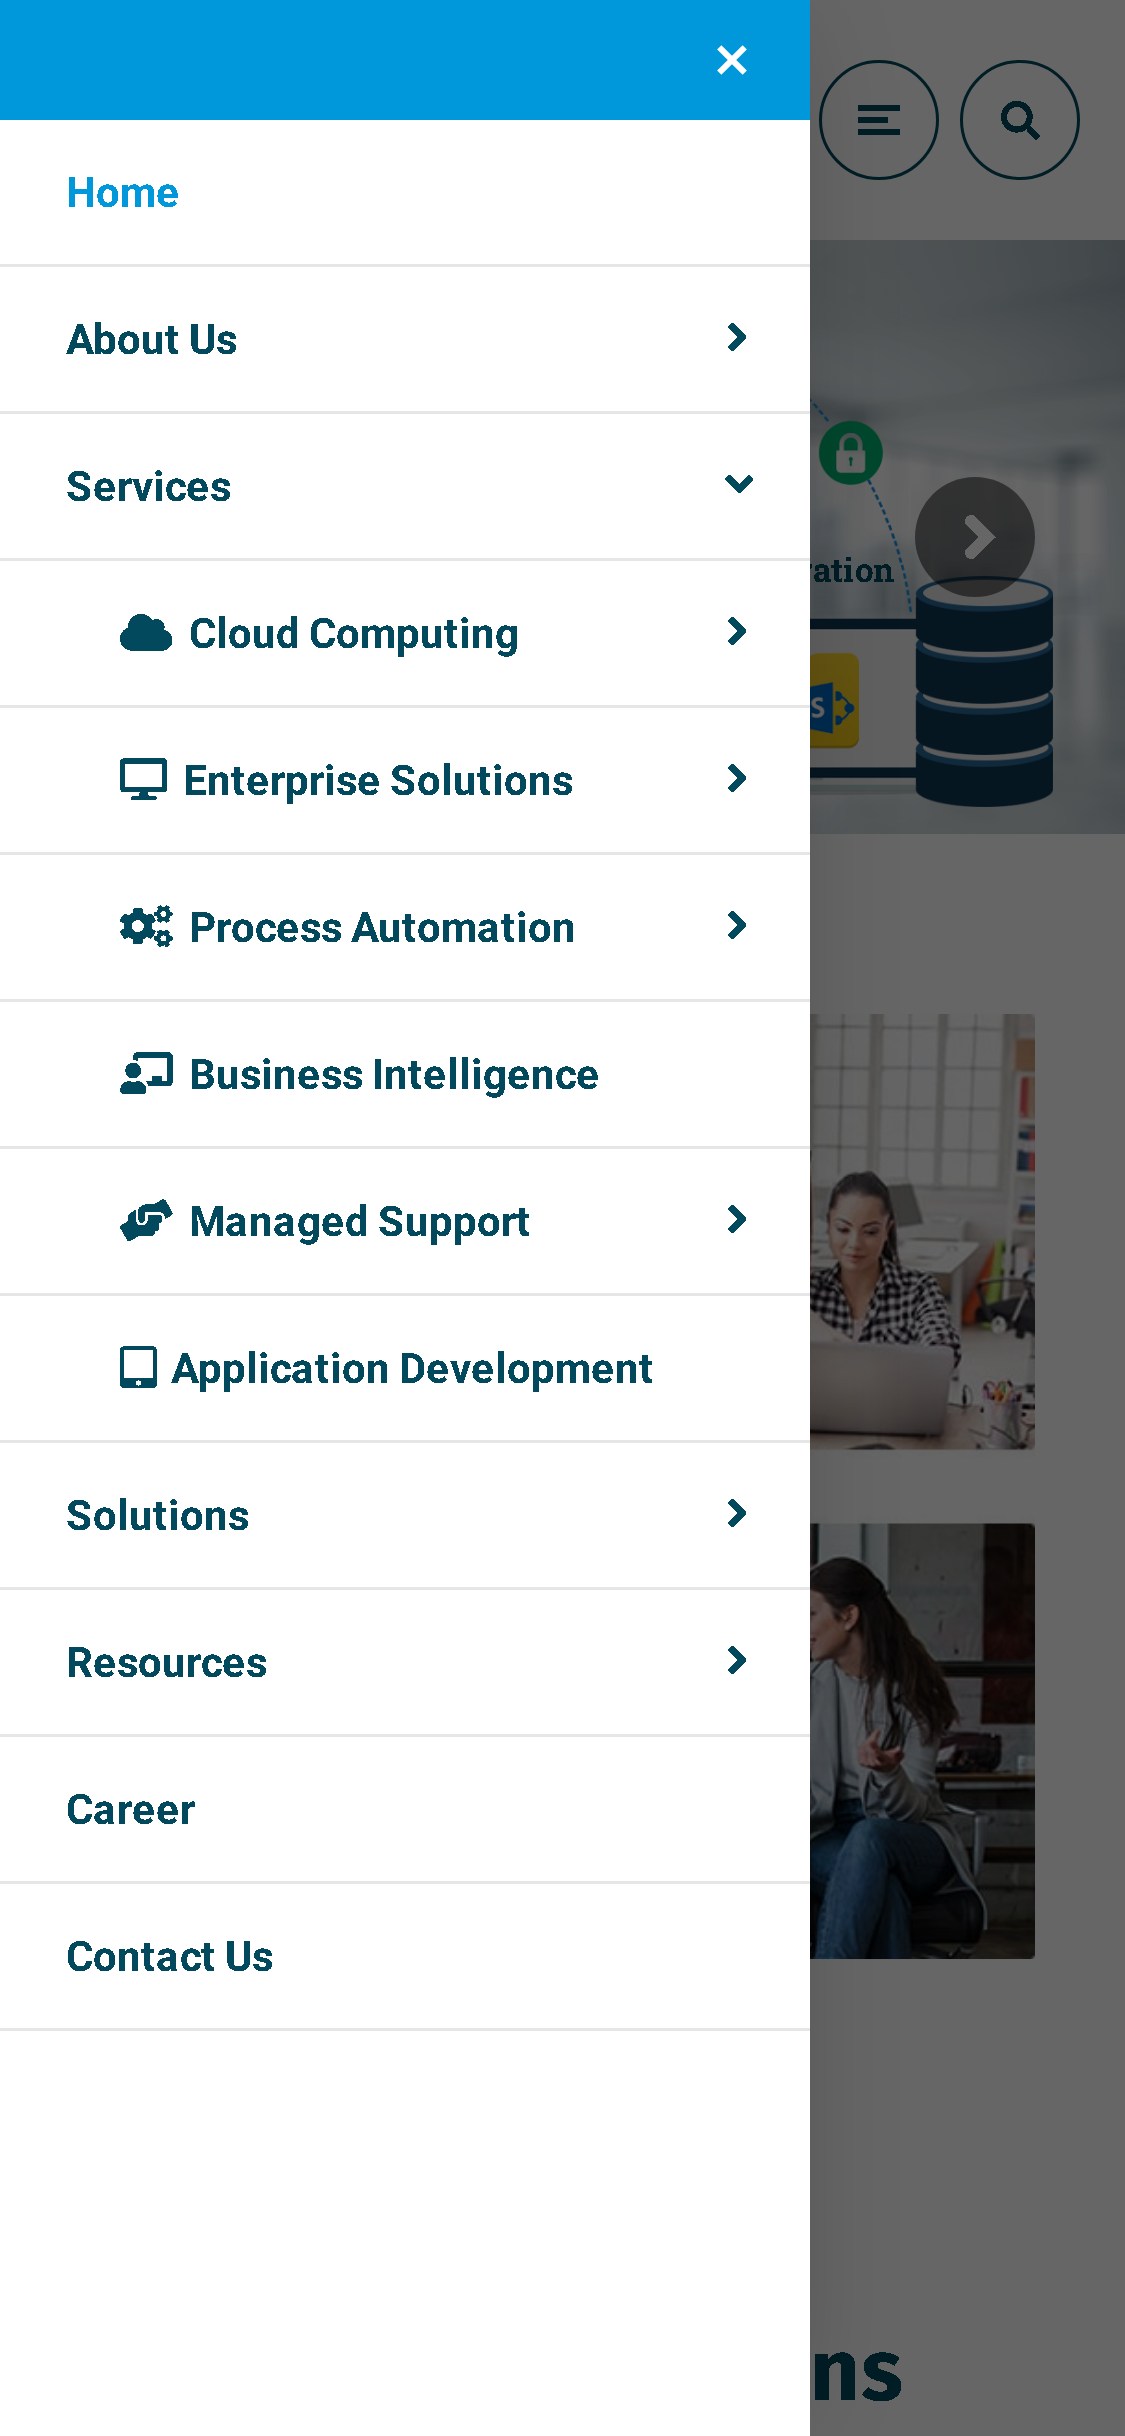 Home
About Us
Services
Cloud Computing
Enterprise Solutions
Process Automation
Business Intelligence
Managed Support
Application Development
Solutions
Resources
Career
Contact Us
ation
S
ns